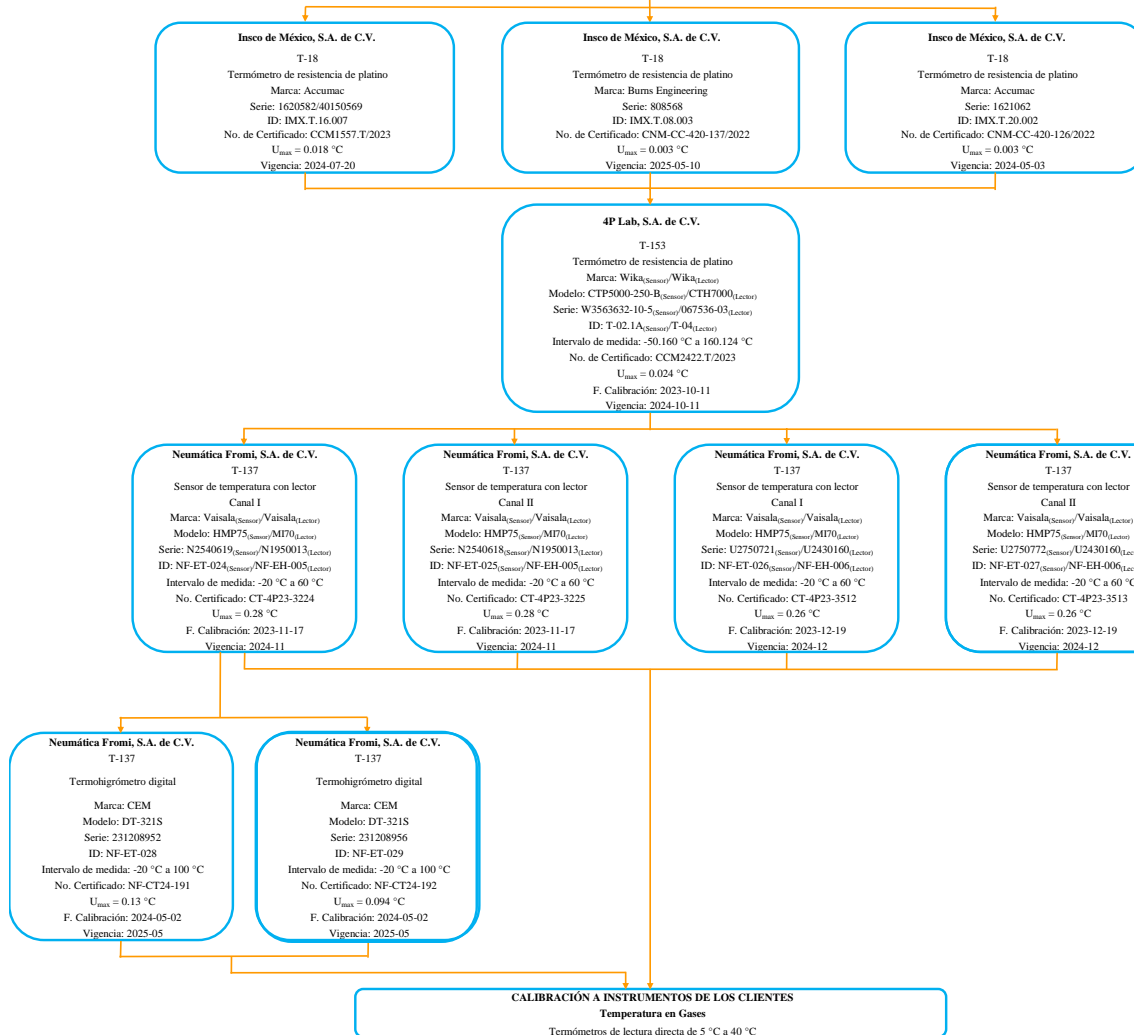 Insco de México, S.A. de C.V.
T-18
Termómetro de resistencia de platino
Marca: Accumac
Serie: 1620582/40150569
ID: IMX.T.16.007
No. de Certificado: CCM1557.T/2023
Umax = 0.018 °C
Vigencia: 2024-07-20
Insco de México, S.A. de C.V.
T-18
Termómetro de resistencia de platino
Marca: Burns Engineering
Serie: 808568
ID: IMX.T.08.003
No. de Certificado: CNM-CC-420-137/2022
Umax = 0.003 °C
Vigencia: 2025-05-10
Insco de México, S.A. de C.V.
T-18
Termómetro de resistencia de platino
Marca: Accumac
Serie: 1621062
ID: IMX.T.20.002
No. de Certificado: CNM-CC-420-126/2022
Umax = 0.003 °C
Vigencia: 2024-05-03
4P Lab, S.A. de C.V.
T-153
Termómetro de resistencia de platino
Marca: Wika(Sensor)/Wika(Lector)
Modelo: CTP5000-250-B(Sensor)/CTH7000(Lector)
Serie: W3563632-10-5(Sensor)/067536-03(Lector)
ID: T-02.1A(Sensor)/T-04(Lector)
Intervalo de medida: -50.160 °C a 160.124 °C
No. de Certificado: CCM2422.T/2023
Umax = 0.024 °C
F. Calibración: 2023-10-11
Vigencia: 2024-10-11
Neumática Fromi, S.A. de C.V.
T-137
Sensor de temperatura con lector
Canal I
Marca: Vaisala(Sensor)/Vaisala(Lector)
Modelo: HMP75(Sensor)/MI70(Lector)
Serie: N2540619(Sensor)/N1950013(Lector)
ID: NF-ET-024(Sensor)/NF-EH-005(Lector)
Intervalo de medida: -20 °C a 60 °C
No. Certificado: CT-4P23-3224
Umax = 0.28 °C
F. Calibración: 2023-11-17
Vigencia: 2024-11
Neumática Fromi, S.A. de C.V.
T-137
Sensor de temperatura con lector
Canal II
Marca: Vaisala(Sensor)/Vaisala(Lector)
Modelo: HMP75(Sensor)/MI70(Lector)
Serie: N2540618(Sensor)/N1950013(Lector)
ID: NF-ET-025(Sensor)/NF-EH-005(Lector)
Intervalo de medida: -20 °C a 60 °C
No. Certificado: CT-4P23-3225
Umax = 0.28 °C
F. Calibración: 2023-11-17
Vigencia: 2024-11
Neumática Fromi, S.A. de C.V.
T-137
Sensor de temperatura con lector
Canal I
Marca: Vaisala(Sensor)/Vaisala(Lector)
Modelo: HMP75(Sensor)/MI70(Lector)
Serie: U2750721(Sensor)/U2430160(Lector)
ID: NF-ET-026(Sensor)/NF-EH-006(Lector)
Intervalo de medida: -20 °C a 60 °C
No. Certificado: CT-4P23-3512
Umax = 0.26 °C
F. Calibración: 2023-12-19
Vigencia: 2024-12
Neumática Fromi, S.A. de C.V.
T-137
Sensor de temperatura con lector
Canal II
Marca: Vaisala(Sensor)/Vaisala(Lector)
Modelo: HMP75(Sensor)/MI70(Lector)
Serie: U2750772(Sensor)/U2430160(Lector)
ID: NF-ET-027(Sensor)/NF-EH-006(Lector)
Intervalo de medida: -20 °C a 60 °C
No. Certificado: CT-4P23-3513
Umax = 0.26 °C
F. Calibración: 2023-12-19
Vigencia: 2024-12
Neumática Fromi, S.A. de C.V.
T-137
Termohigrómetro digital
Marca: CEM
Modelo: DT-321S
Serie: 231208952
ID: NF-ET-028
Intervalo de medida: -20 °C a 100 °C
No. Certificado: NF-CT24-191
Umax = 0.13 °C
F. Calibración: 2024-05-02
Vigencia: 2025-05
Neumática Fromi, S.A. de C.V.
T-137
Termohigrómetro digital
Marca: CEM
Modelo: DT-321S
Serie: 231208956
ID: NF-ET-029
Intervalo de medida: -20 °C a 100 °C
No. Certificado: NF-CT24-192
Umax = 0.094 °C
F. Calibración: 2024-05-02
Vigencia: 2025-05
CALIBRACIÓN A INSTRUMENTOS DE LOS CLIENTES
Temperatura en Gases
Termómetros de lectura directa de 5 °C a 40 °C